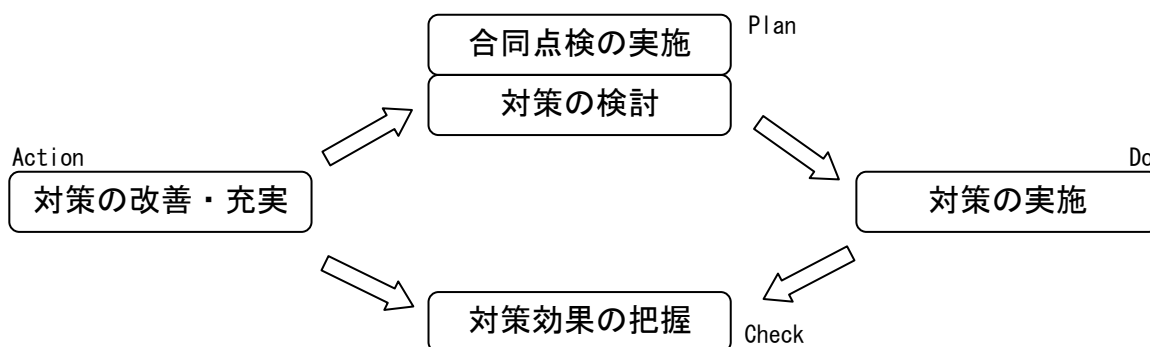 合同点検の実施
Plan
対策の検討
Action
対策の改善・充実
Do
対策の実施
対策効果の把握
Check